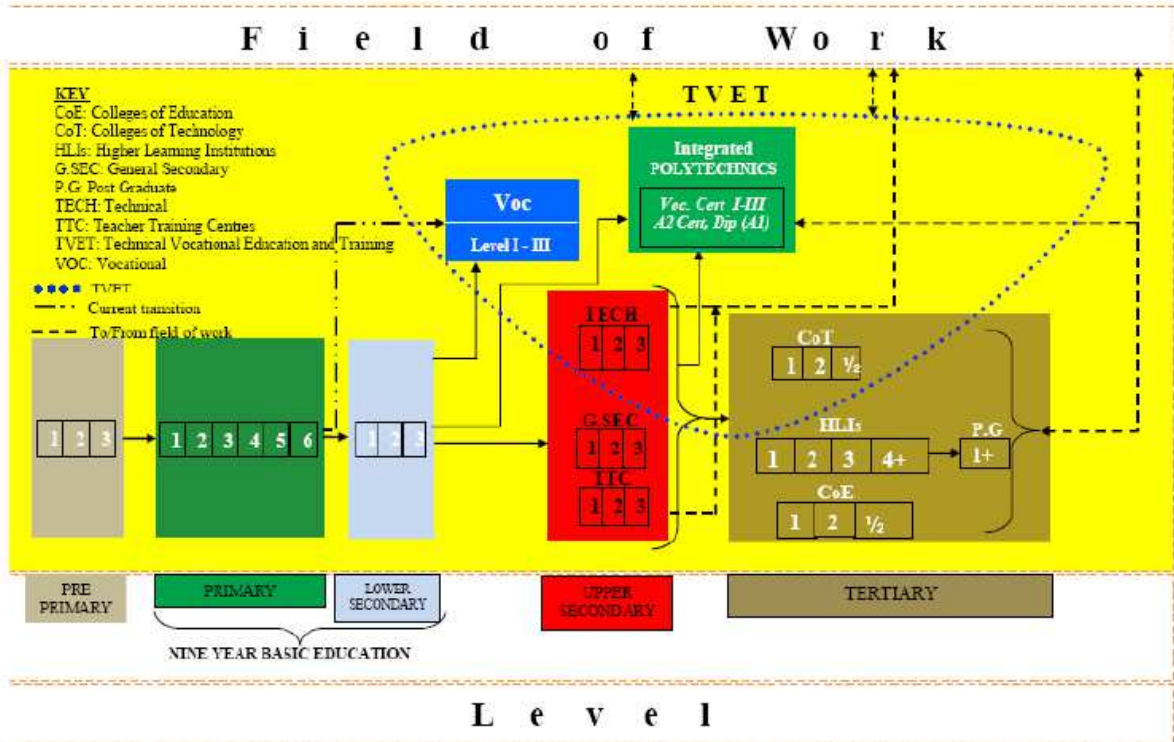 Field of Work
TVET
KEY
CoE: Colleges of Education
CoT: Colleges of Technology
HLIs: Higher Learning Institutions
G.SEC: General Secondary
P.G: Post Graduate
TECH: Technical
TTC: Teacher Training Centres
TVET: Technical Vocational Education and Training
VOC: Vocational
TVET
Current transition
To/From field of work
Voc
Level I - III
Integrated
POLYTECHNICS
Voc. Cert I-III
A2 Cert, Dip (A1)
1 2 3
1 2 3 4 5 6
1 2 3
TECH
1 2 3
G.SEC
1 2 3
TTC
1 2 3
CoT
1 2 ½
HLIs
1 2 3 4+
P.G
1+
CoE
1 2 ½
PRE
PRIMARY
PRIMARY
LOWER
SECONDARY
UPPER
SECONDARY
TERTIARY
NINE YEAR BASIC EDUCATION
Level